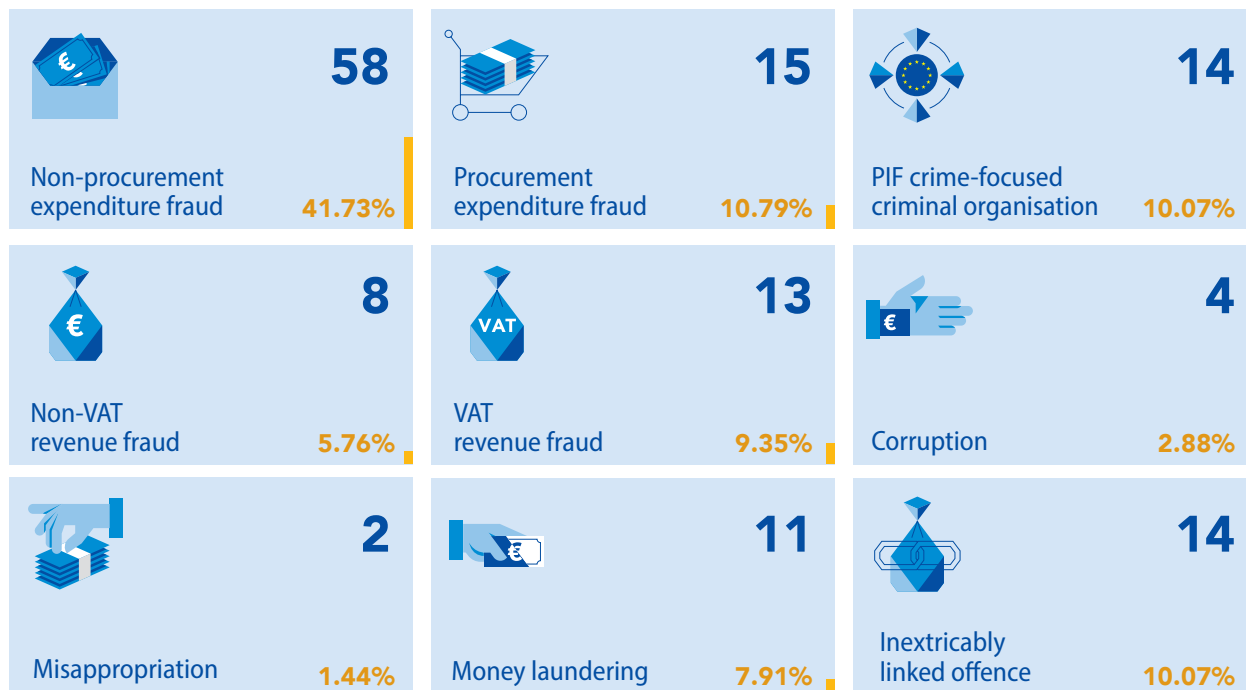 €
58
Non-procurement
expenditure fraud
41.73%
15
Procurement
expenditure fraud
10.79%
14
PIF crime-focused
criminal organisation
10.07%
€
8
Non-VAT
revenue fraud
5.76%
VAT
13
VAT
revenue fraud
9.35%
€
4
Corruption
2.88%
2
Misappropriation
1.44%
€
11
Money laundering
7.91%
14
Inextricably
linked offence
10.07%